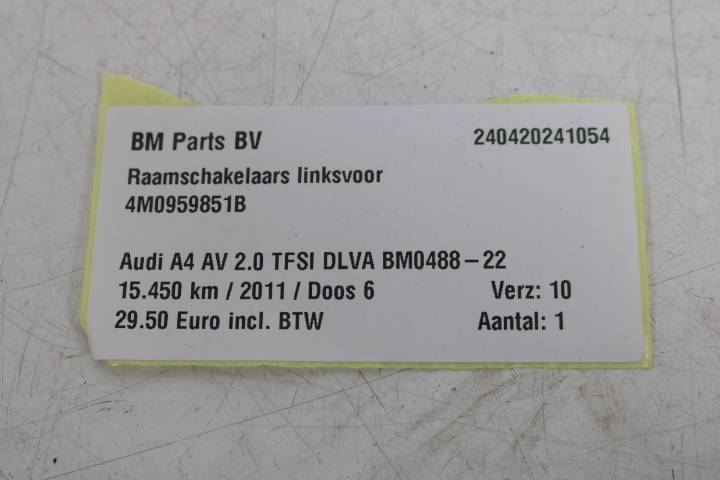 BM Parts BV 240420241054
Raamschakelaars linksvoor
4M0959851B
Audi A4 AV 2.0 TFSI DLVA BM0488-22
15.450 km / 2011 / Doos 6 Verz: 10
29.50 Euro incl. BTW Aantal: 1